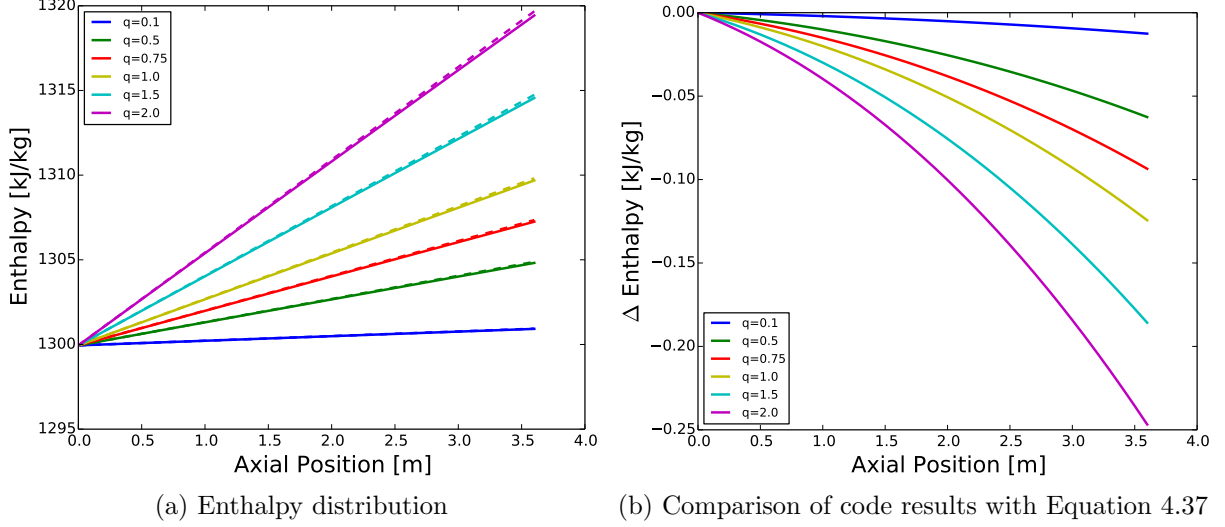 1320
1315
1310
1305
1300
1295
Enthalpy [kJ/kg]
q=0.1
q=0.5
q=0.75
q=1.0
q=1.5
q=2.0
0.0 0.5 1.0 1.5 2.0 2.5 3.0 3.5 4.0
Axial Position [m]
(a) Enthalpy distribution
0.00
−0.05
−0.10
−0.15
−0.20
−0.25
Δ Enthalpy [kJ/kg]
q=0.1
q=0.5
q=0.75
q=1.0
q=1.5
q=2.0
0.0 0.5 1.0 1.5 2.0 2.5 3.0 3.5 4.0
Axial Position [m]
(b) Comparison of code results with Equation 4.37